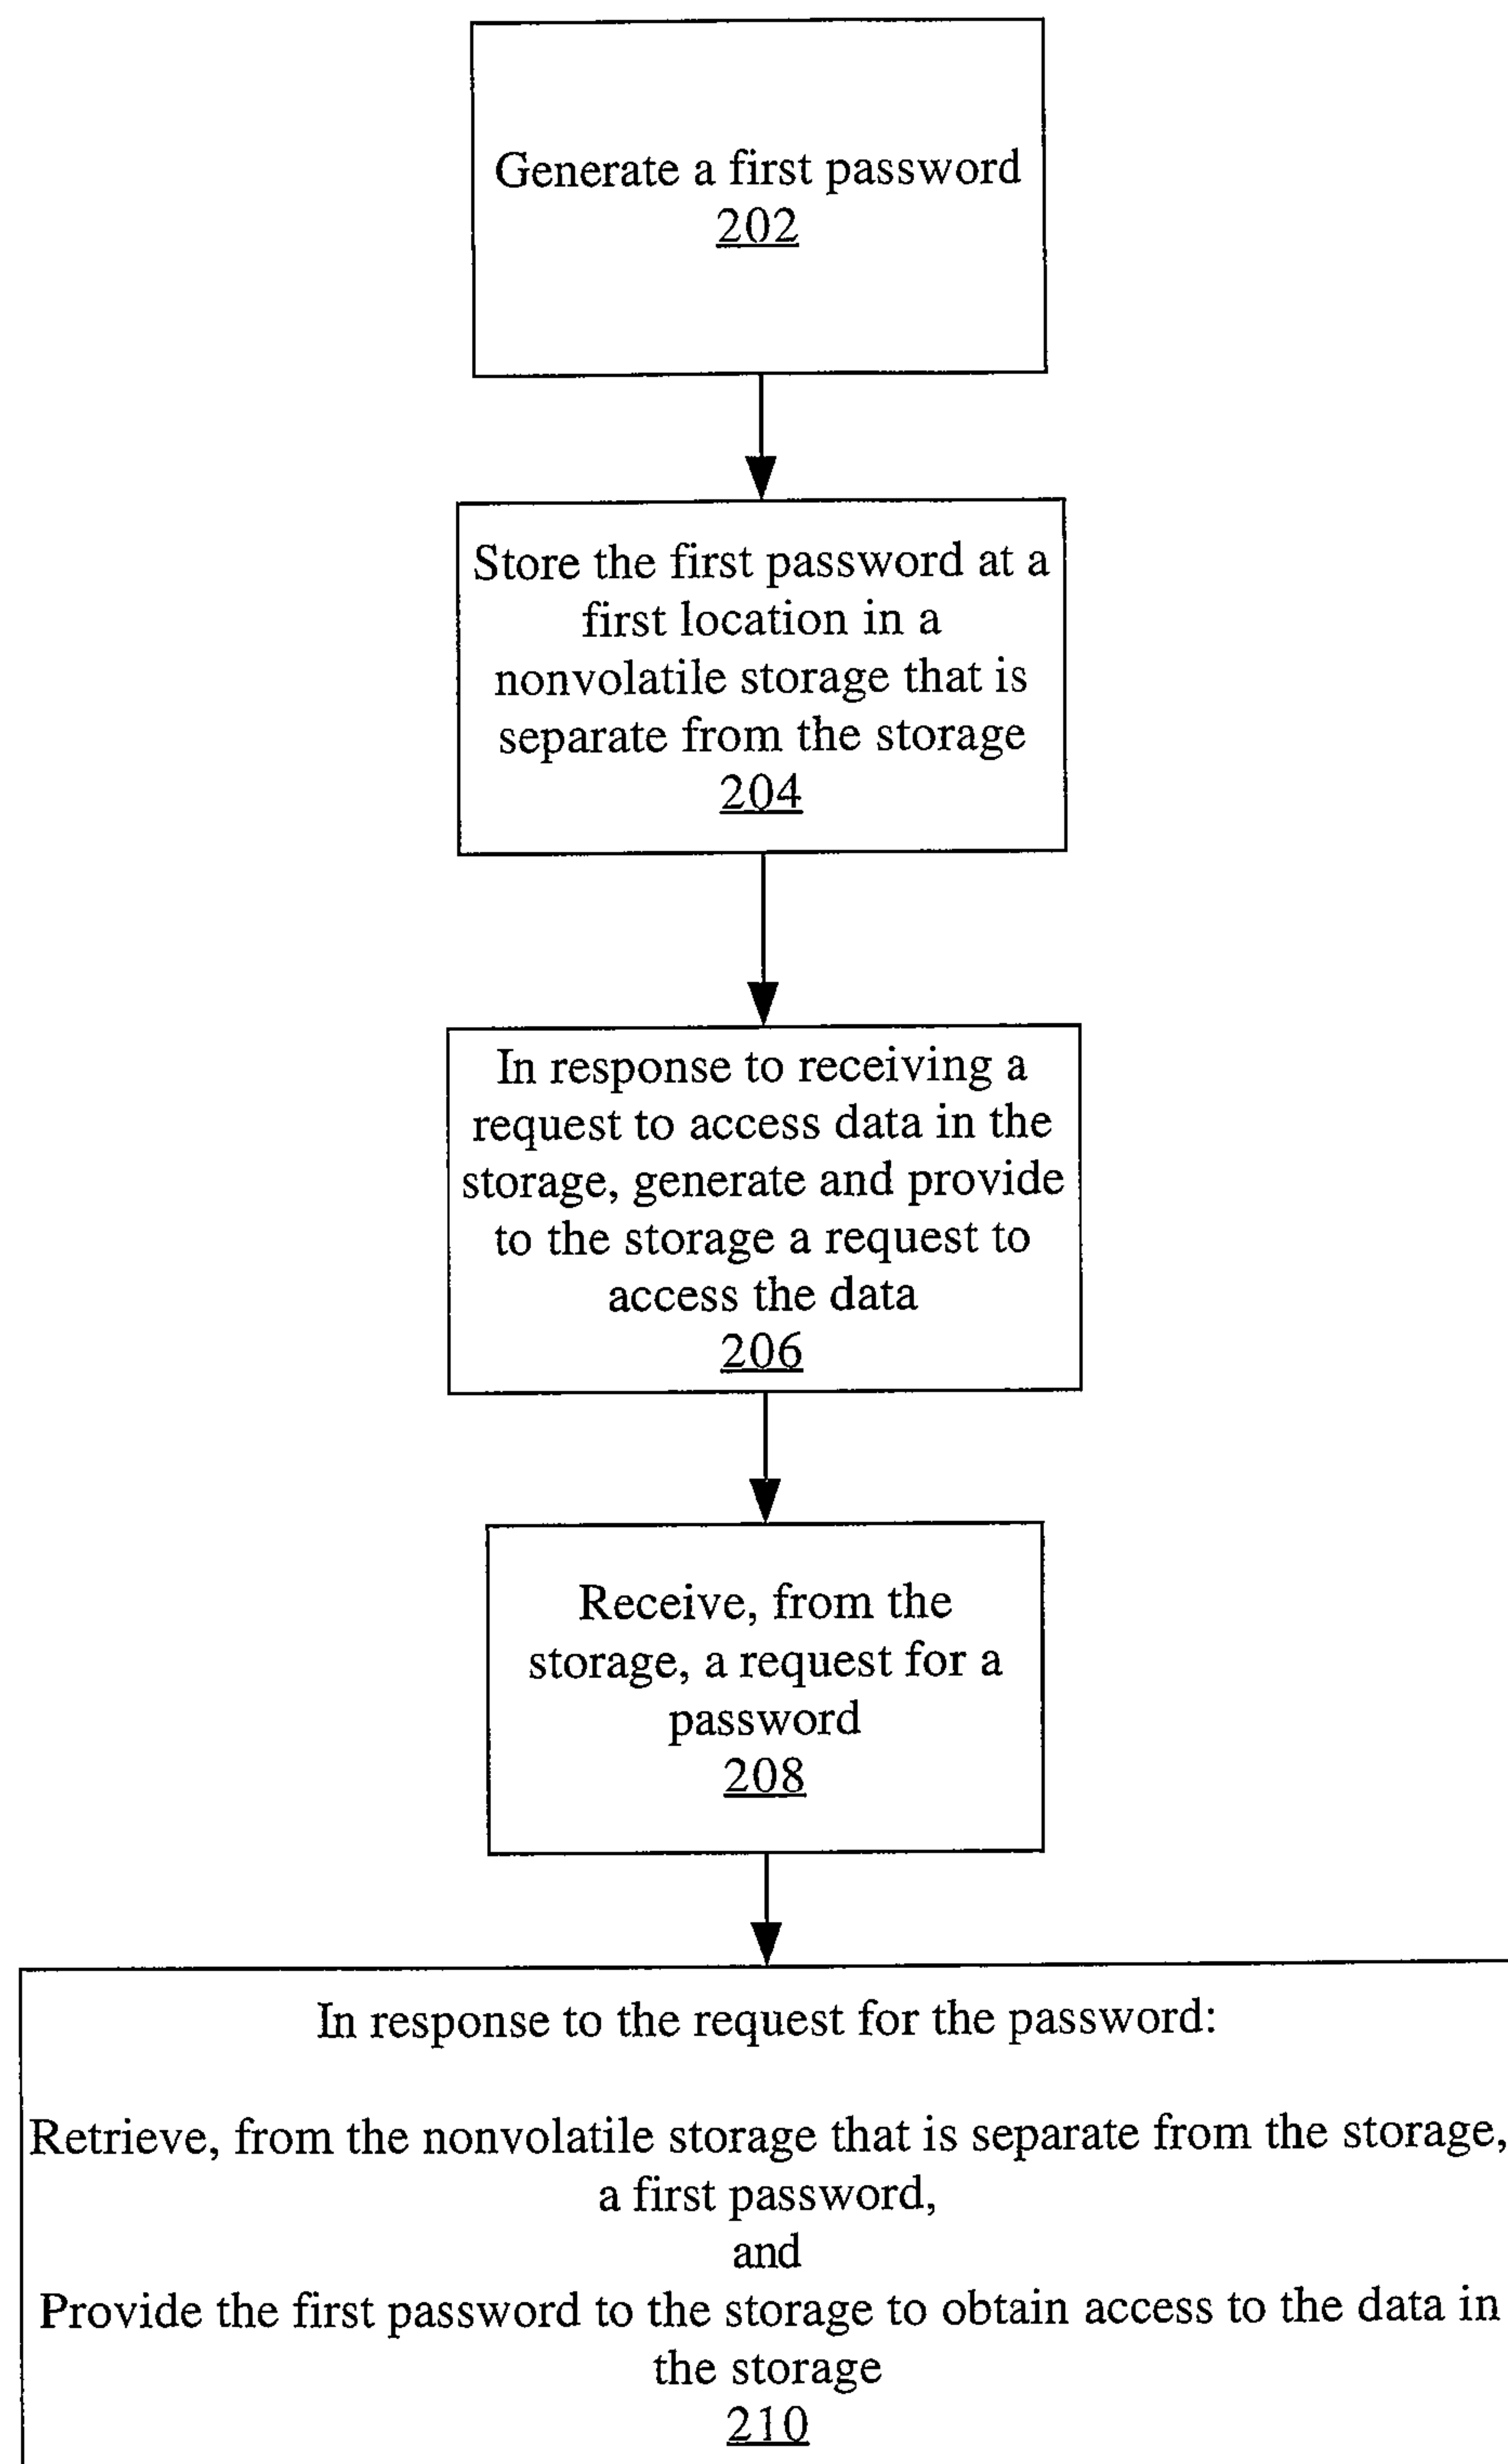 Generate a first password
202
Store the first password at a
first location in a
nonvolatile storage that is
separate from the storage
204
In response to receiving a
request to access data in the
storage, generate and provide
to the storage a request to
access the data
206
Receive, from the
storage, a request for a
password
208
In response to the request for the password:
Retrieve, from the nonvolatile storage that is separate from the storage,
a first password,
and
Provide the first password to the storage to obtain access to the data in
the storage
210